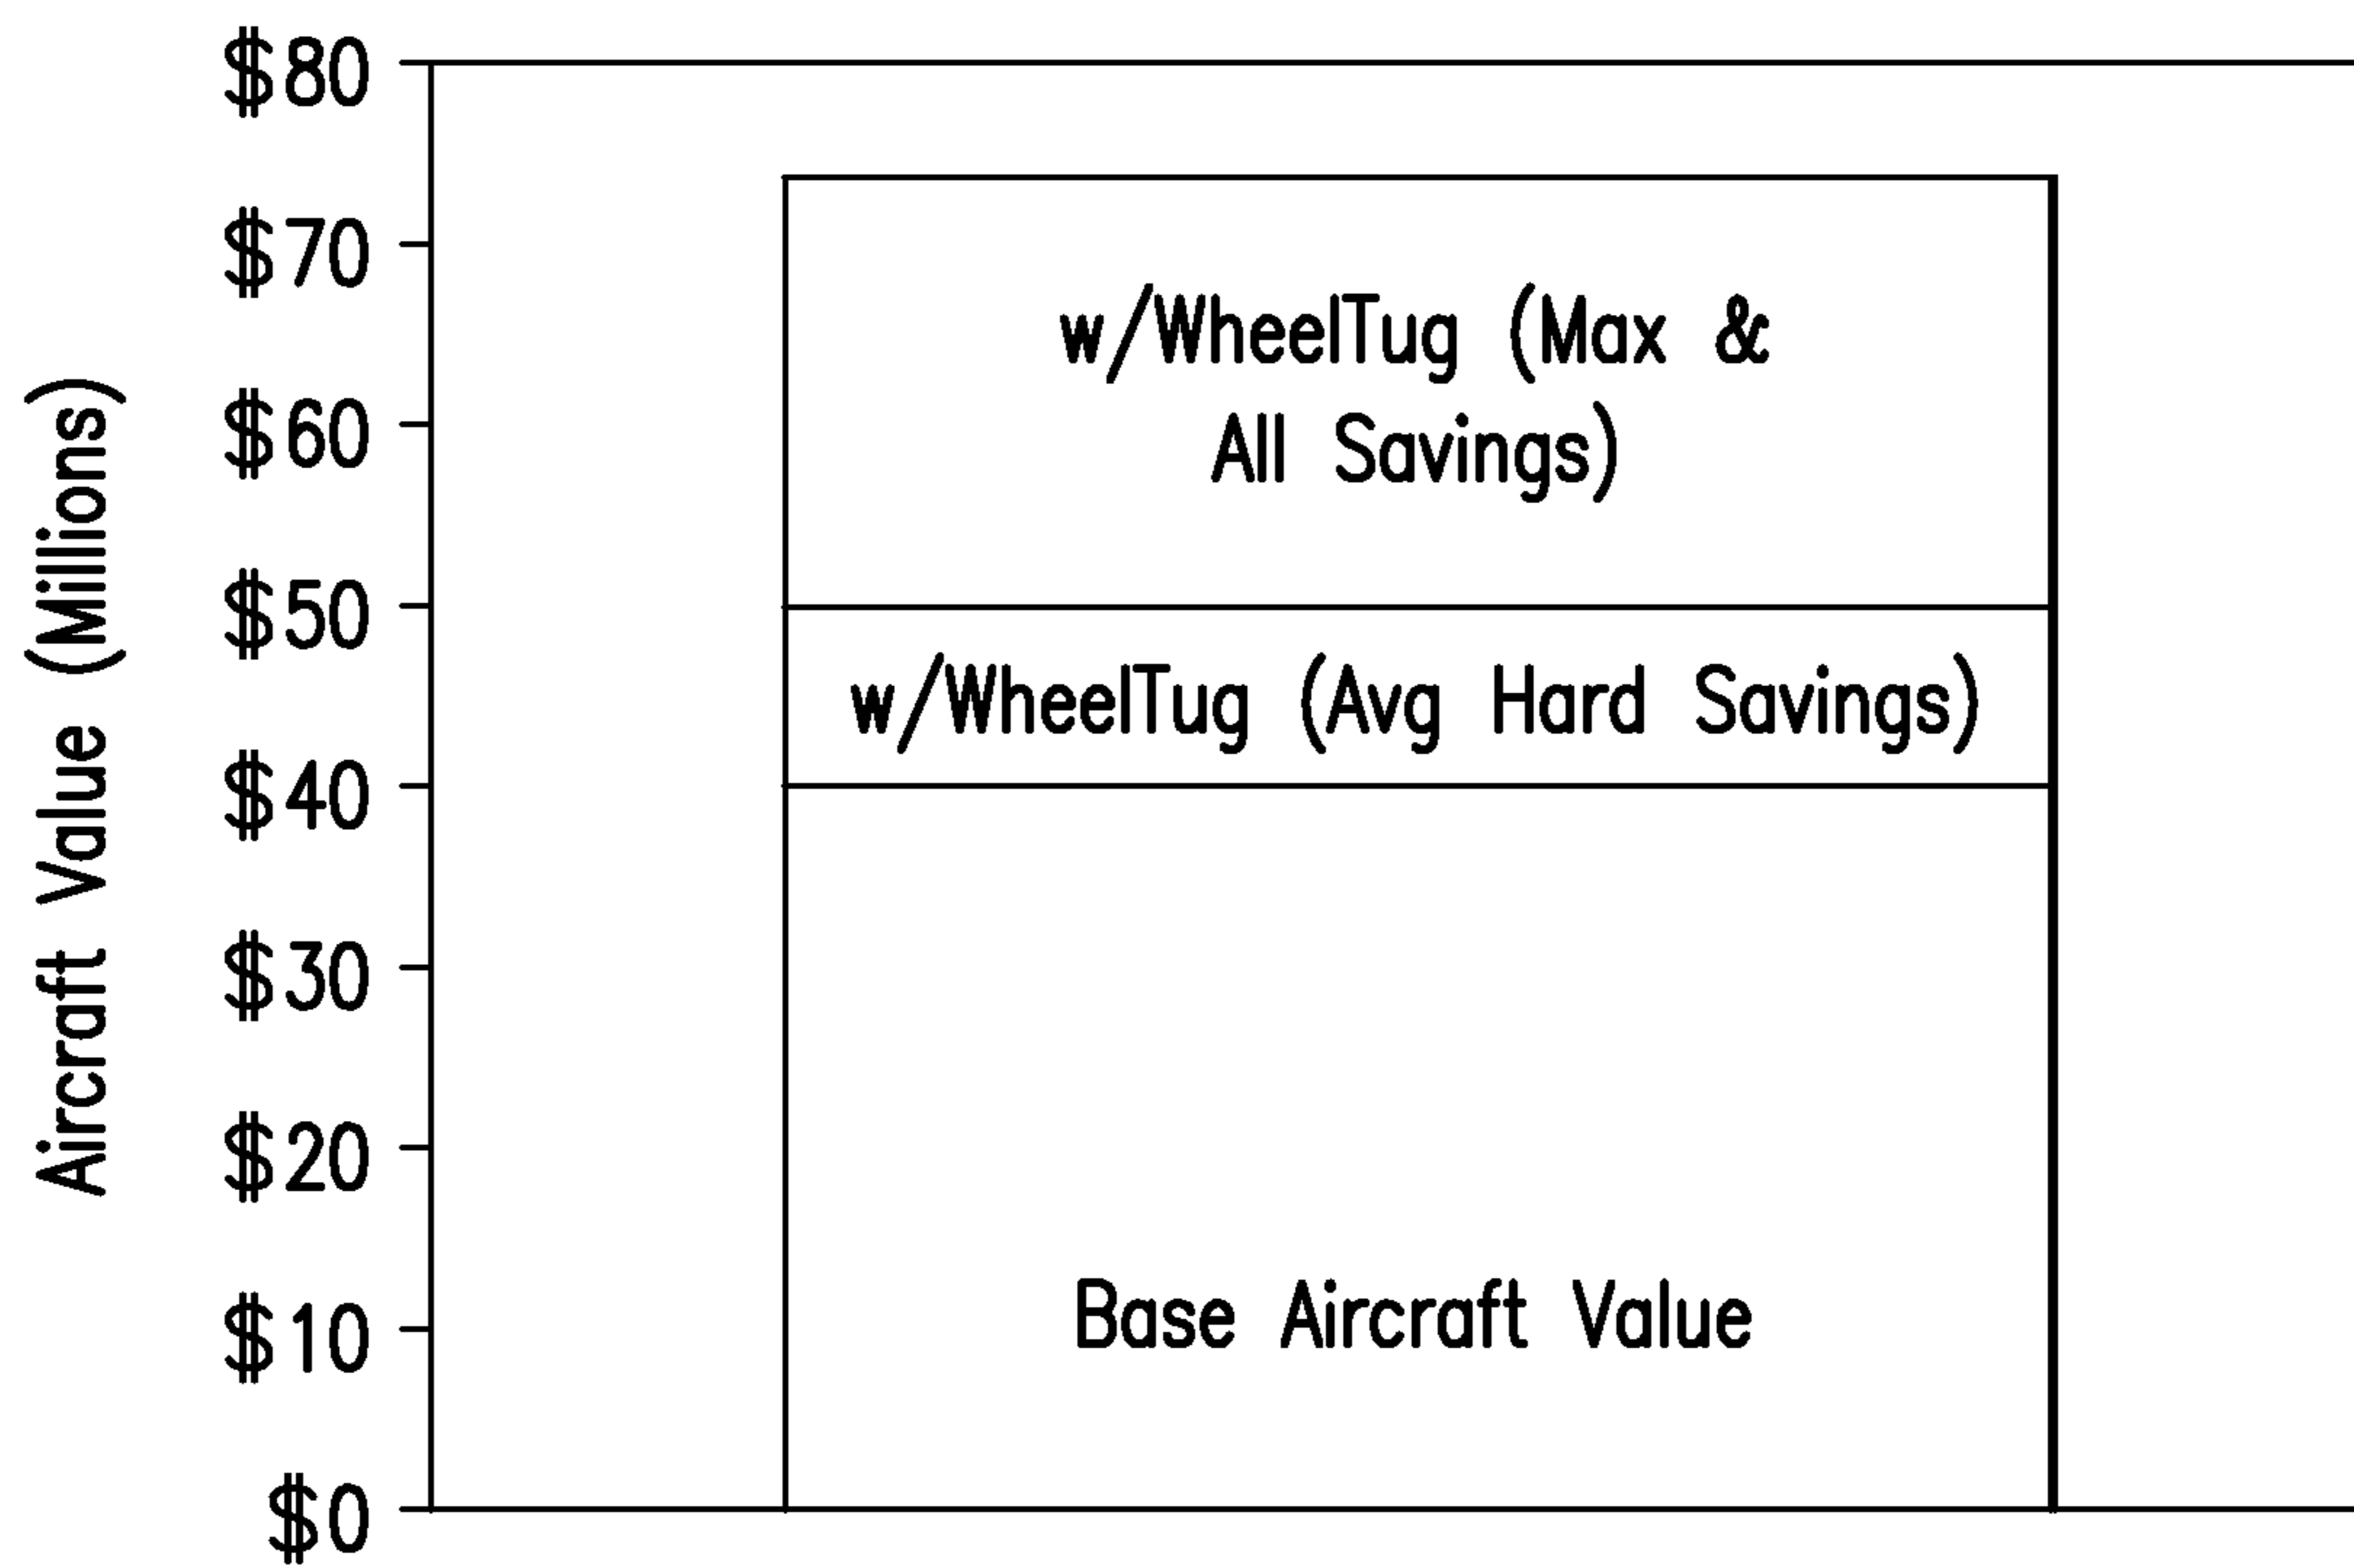 Aircraft Value (Millions)
$80
$70
$60
$50
$40
$30
$20
$10
$0
w/WheelTug (Max &
All Savings)
w/WheelTug (Avg Hard Savings)
Base Aircraft Value